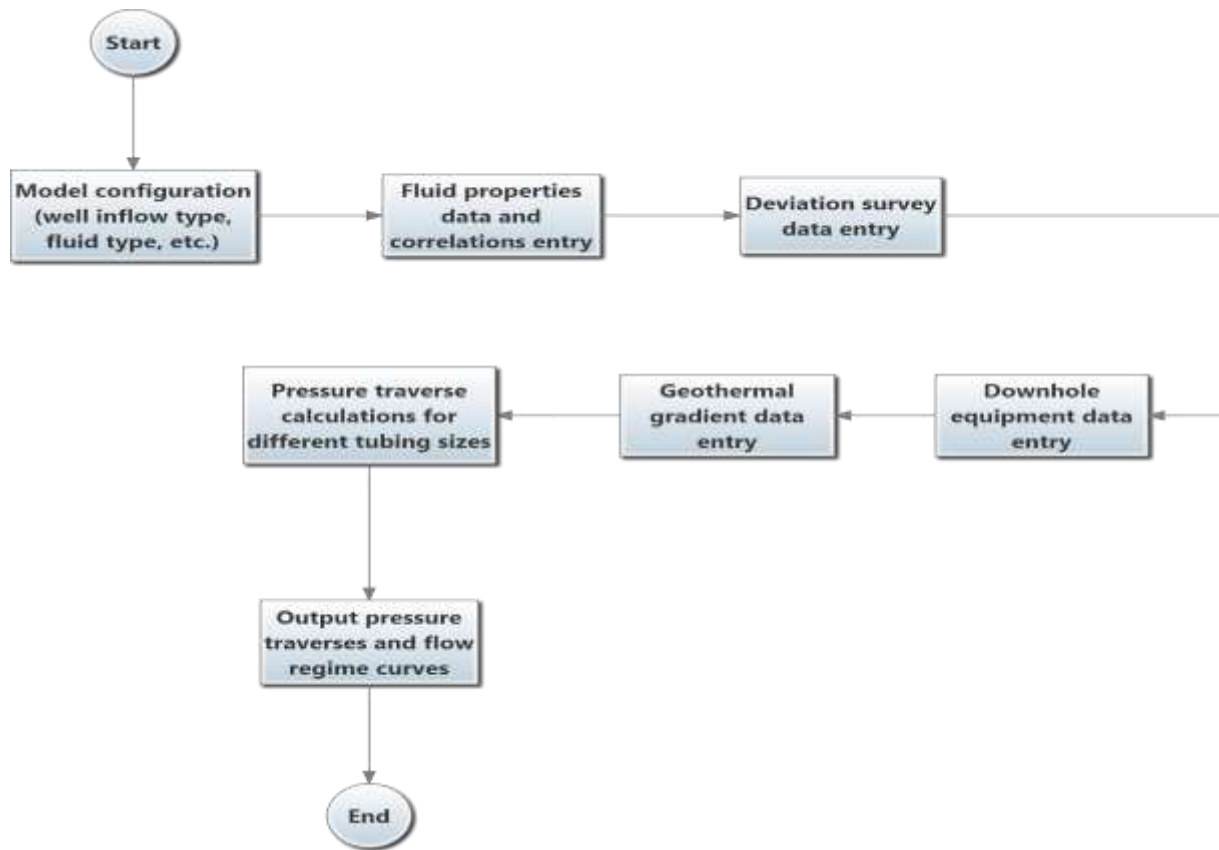 Start
Model configuration
(well inflow type,
fluid type, etc.)
Fluid properties
data and
correlations entry
Deviation survey
data entry
Downhole
equipment data
entry
Geothermal
gradient data
entry
Pressure traverse
calculations for
different tubing sizes
Output pressure
traverses and flow
regime curves
End